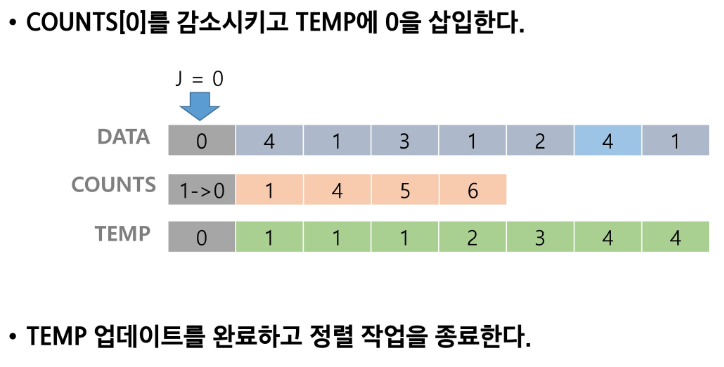 • COUNTS[0]를 감소시키고 TEMP에 0을 삽입한다.
J = 0
DATA 0 4 1 3 1 2 4 1
COUNTS 1->0 1 4 5 6
TEMP 0 1 1 1 2 3 4 4
• TEMP 업데이트를 완료하고 정렬 작업을 종료한다.